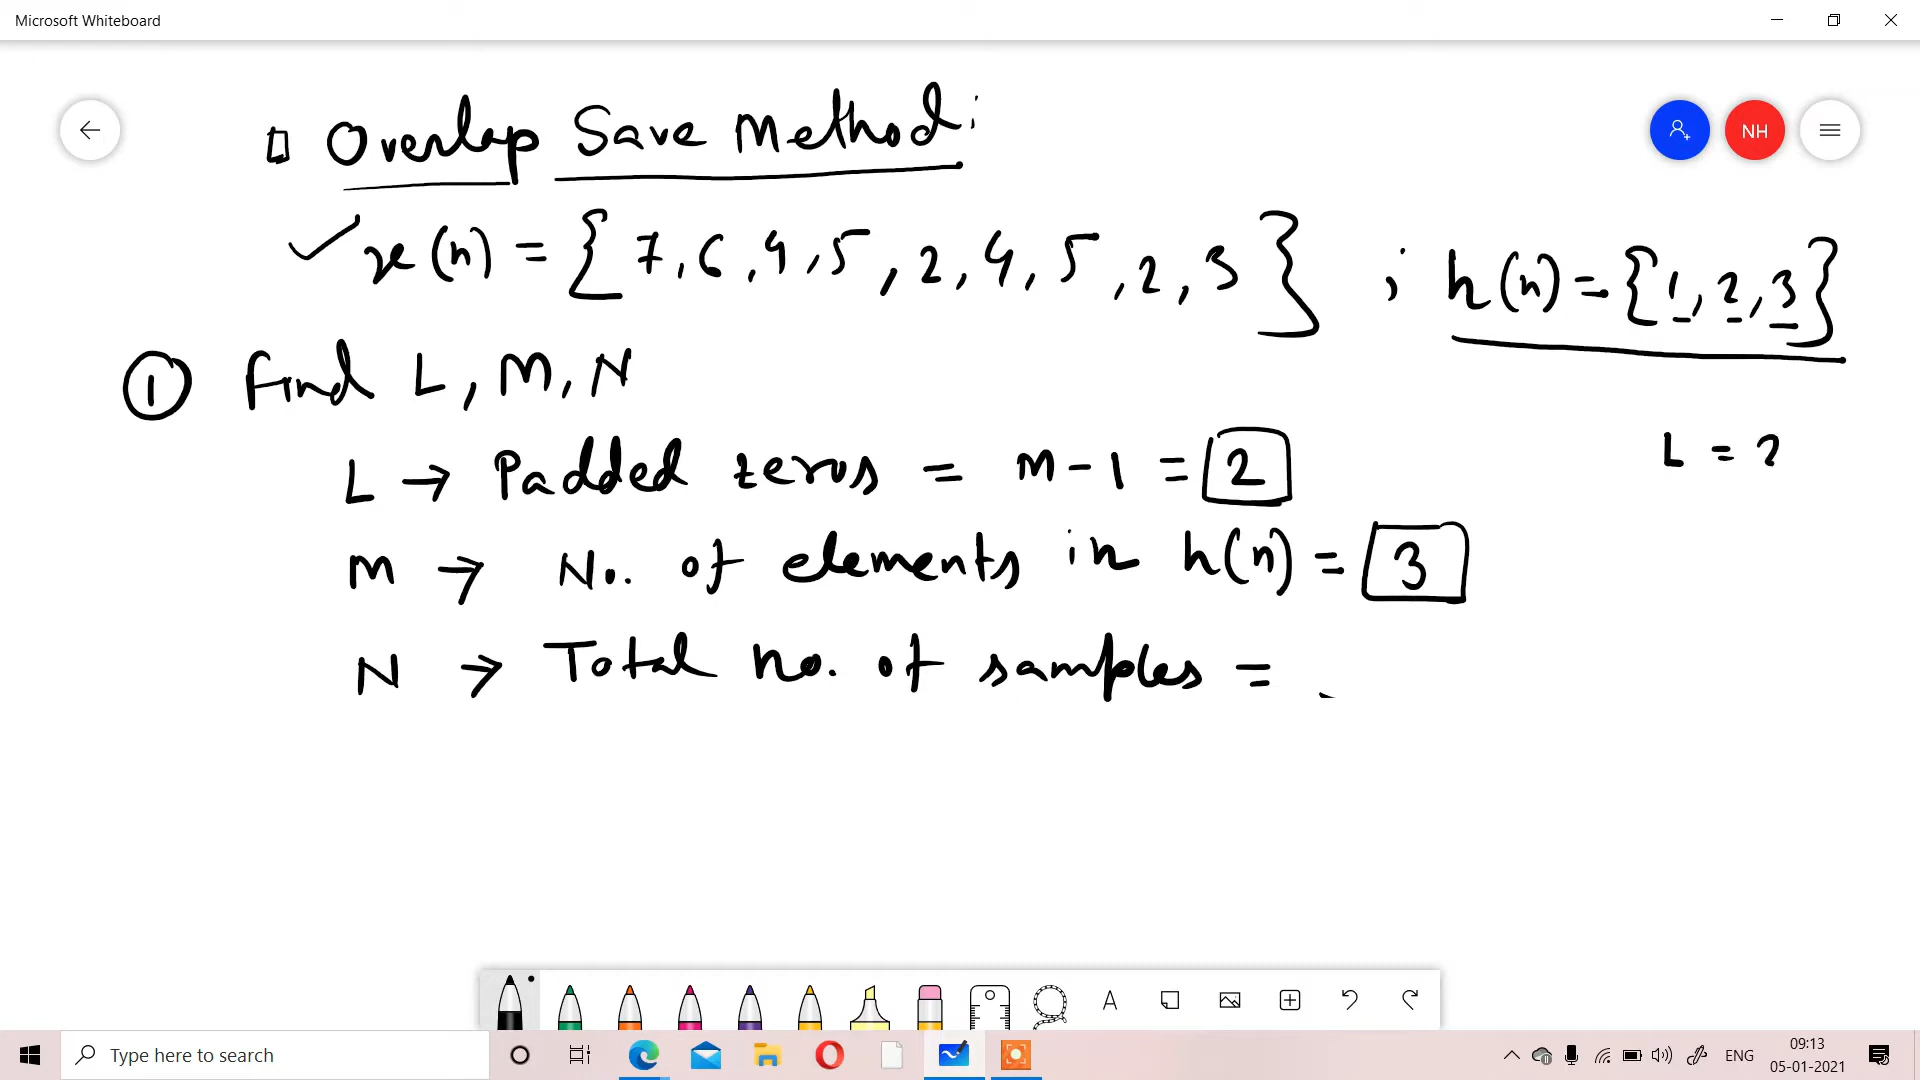 Microsoft Whiteboard
NH
Overlap Save Method:
x(n) = {7, 6, 4, 5, 2, 4, 5, 2, 3} ; h(n) = {1, 2, 3}
① Find L, M, N
L → Padded zeros = M - 1 = 2
L = 2
M → No. of elements in h(n) = 3
N → Total no. of samples =
Type here to search
ENG
09:13
05-01-2021